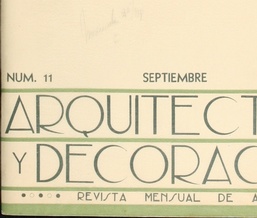 NUM. 11 SEPTIEMBRE
ARQUITECT
Y DECORAC
REVISTA MENSUAL DE A